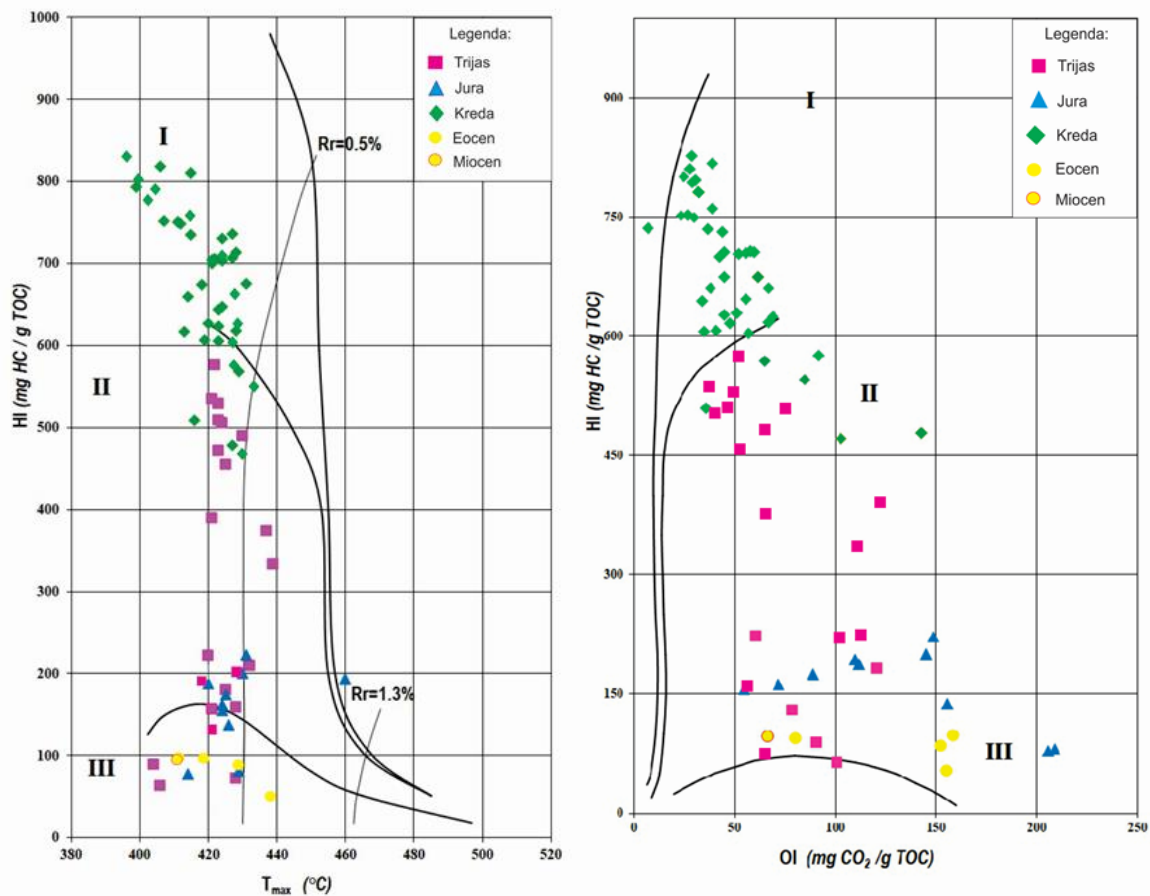 1000
900
800
700
600
500
400
300
200
100
0
HI (mg HC / g TOC)
I
II
III
Rr=0.5%
Rr=1.3%
Legenda:
Trijas
Jura
Kreda
Eocen
Miocen
380 400 420 440 460 480 500 520
Tmax (°C)
900
750
600
450
300
150
0
HI (mg HC /g TOC)
I
II
III
Legenda:
Trijas
Jura
Kreda
Eocen
Miocen
0 50 100 150 200 250
OI (mg CO2 /g TOC)